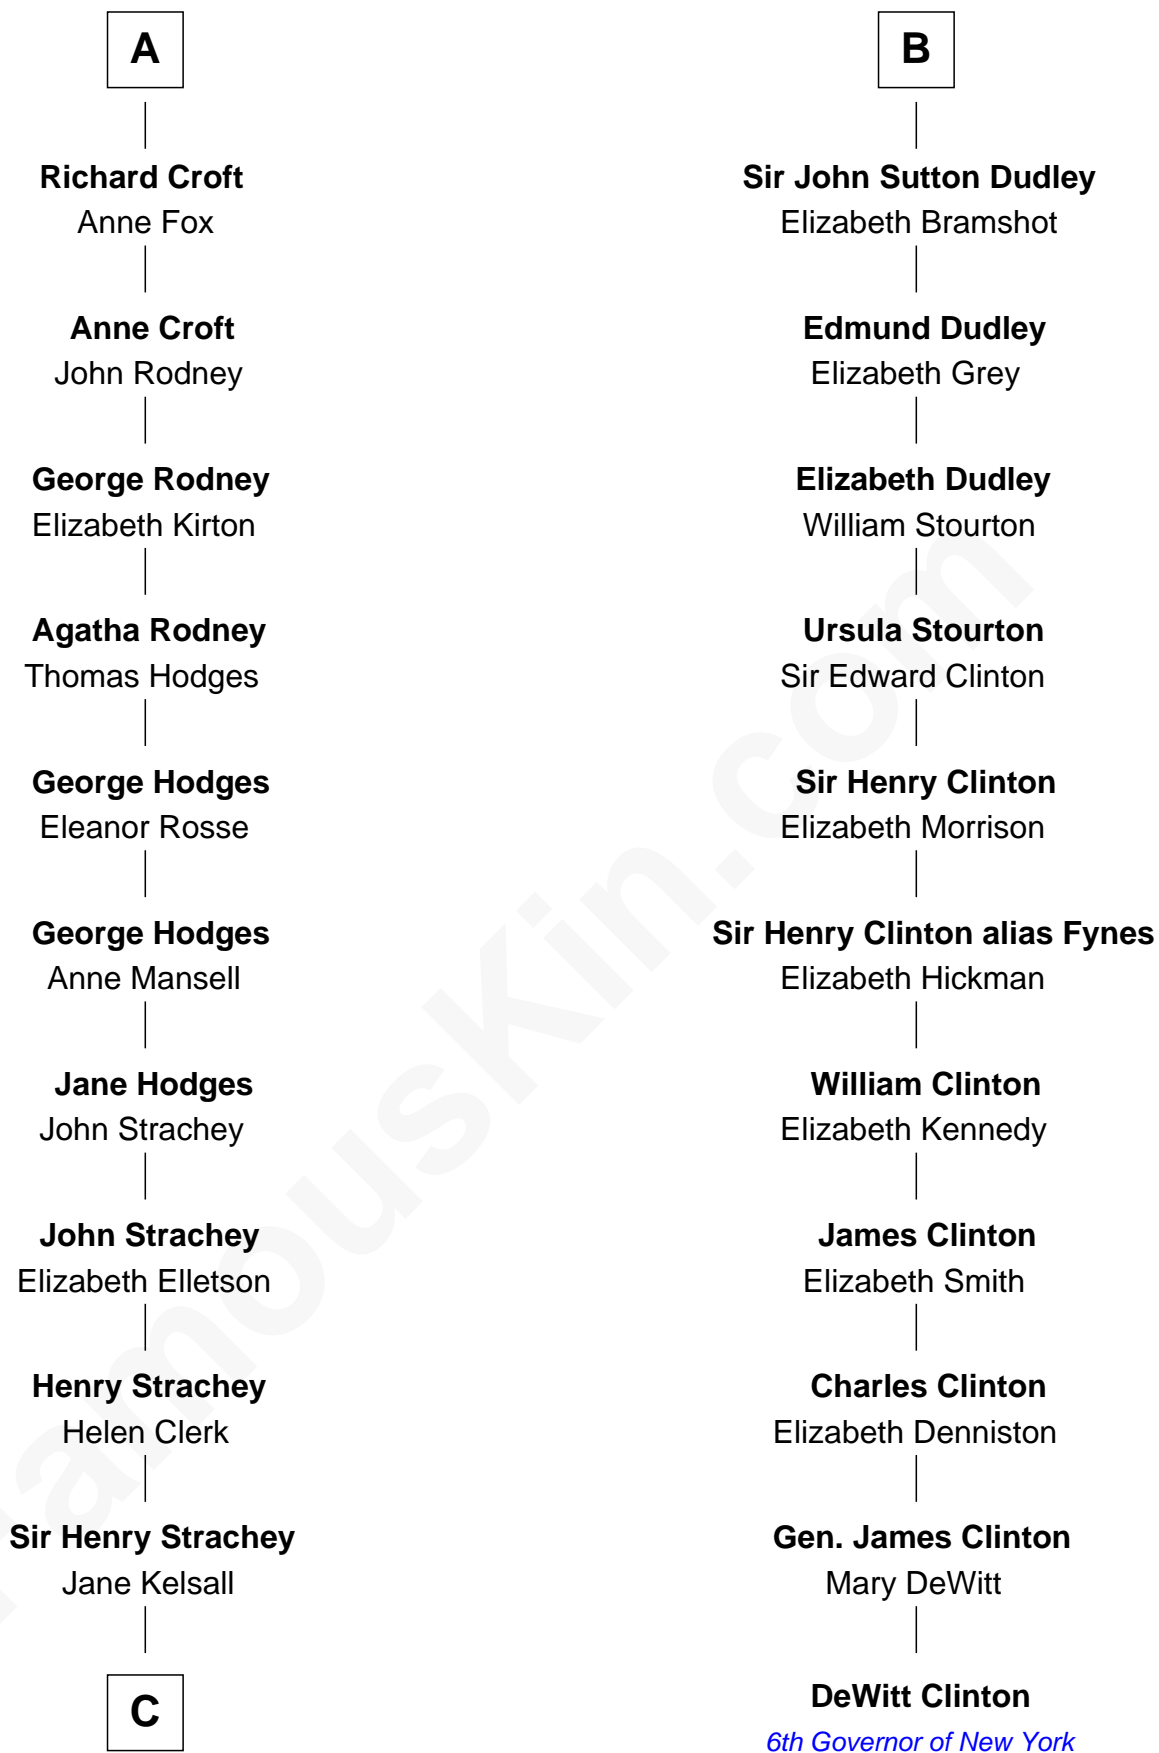 A
Richard Croft
Anne Fox
Anne Croft
John Rodney
George Rodney
Elizabeth Kirton
Agatha Rodney
Thomas Hodges
George Hodges
Eleanor Rosse
George Hodges
Anne Mansell
Jane Hodges
John Strachey
John Strachey
Elizabeth Elletson
Henry Strachey
Helen Clerk
Sir Henry Strachey
Jane Kelsall
C
B
Sir John Sutton Dudley
Elizabeth Bramshot
Edmund Dudley
Elizabeth Grey
Elizabeth Dudley
William Stourton
Ursula Stourton
Sir Edward Clinton
Sir Henry Clinton
Elizabeth Morrison
Sir Henry Clinton alias Fynes
Elizabeth Hickman
William Clinton
Elizabeth Kennedy
James Clinton
Elizabeth Smith
Charles Clinton
Elizabeth Denniston
Gen. James Clinton
Mary DeWitt
DeWitt Clinton
6th Governor of New York
FamousKin.com